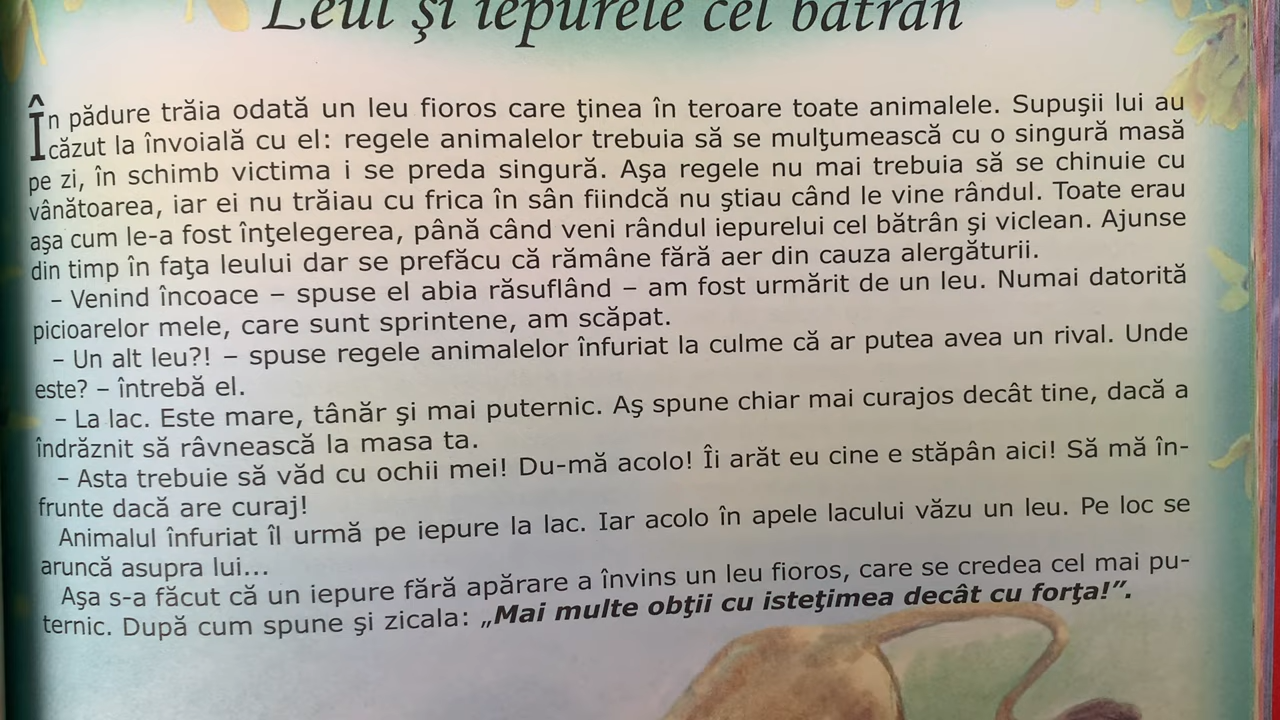 Leul şi iepurele cel bătrân
În pădure trăia odată un leu fioros care ţinea în teroare toate animalele. Supuşii lui au
căzut la învoială cu el: regele animalelor trebuia să se mulţumească cu o singură masă
pe zi, în schimb victima i se preda singură. Aşa regele nu mai trebuia să se chinuie cu
vânătoarea, iar ei nu trăiau cu frica în sân fiindcă nu ştiau când le vine rândul. Toate erau
aşa cum le-a fost înţelegerea, până când veni rândul iepurelui cel bătrân şi viclean. Ajunse
din timp în faţa leului dar se prefăcu că rămâne fără aer din cauza alergăturii.
– Venind încoace – spuse el abia răsuflând – am fost urmărit de un leu. Numai datorită
picioarelor mele, care sunt sprintene, am scăpat.
– Un alt leu?! – spuse regele animalelor înfuriat la culme că ar putea avea un rival. Unde
este? – întrebă el.
– La lac. Este mare, tânăr şi mai puternic. Aş spune chiar mai curajos decât tine, dacă a
îndrăznit să râvnească la masa ta.
– Asta trebuie să văd cu ochii mei! Du-mă acolo! Îi arăt eu cine e stăpân aici! Să mă în-
frunte dacă are curaj!
Animalul înfuriat îl urmă pe iepure la lac. Iar acolo în apele lacului văzu un leu. Pe loc se
aruncă asupra lui...
Aşa s-a făcut că un iepure fără apărare a învins un leu fioros, care se credea cel mai pu-
ternic. După cum spune şi zicala: „Mai multe obţii cu isteţimea decât cu forţa!”.